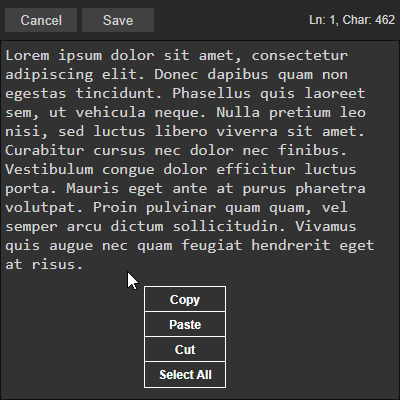 Cancel Save Ln: 1, Char: 462
Lorem ipsum dolor sit amet, consectetur
adipiscing elit. Donec dapibus quam non
egestas tincidunt. Phasellus quis laoreet
sem, ut vehicula neque. Nulla pretium leo
nisi, sed luctus libero viverra sit amet.
Curabitur cursus nec dolor nec finibus.
Vestibulum congue dolor efficitur luctus
porta. Mauris eget ante at purus pharetra
volutpat. Proin pulvinar quam quam, vel
semper arcu dictum sollicitudin. Vivamus
quis augue nec quam feugiat hendrerit eget
at risus.
Copy
Paste
Cut
Select All